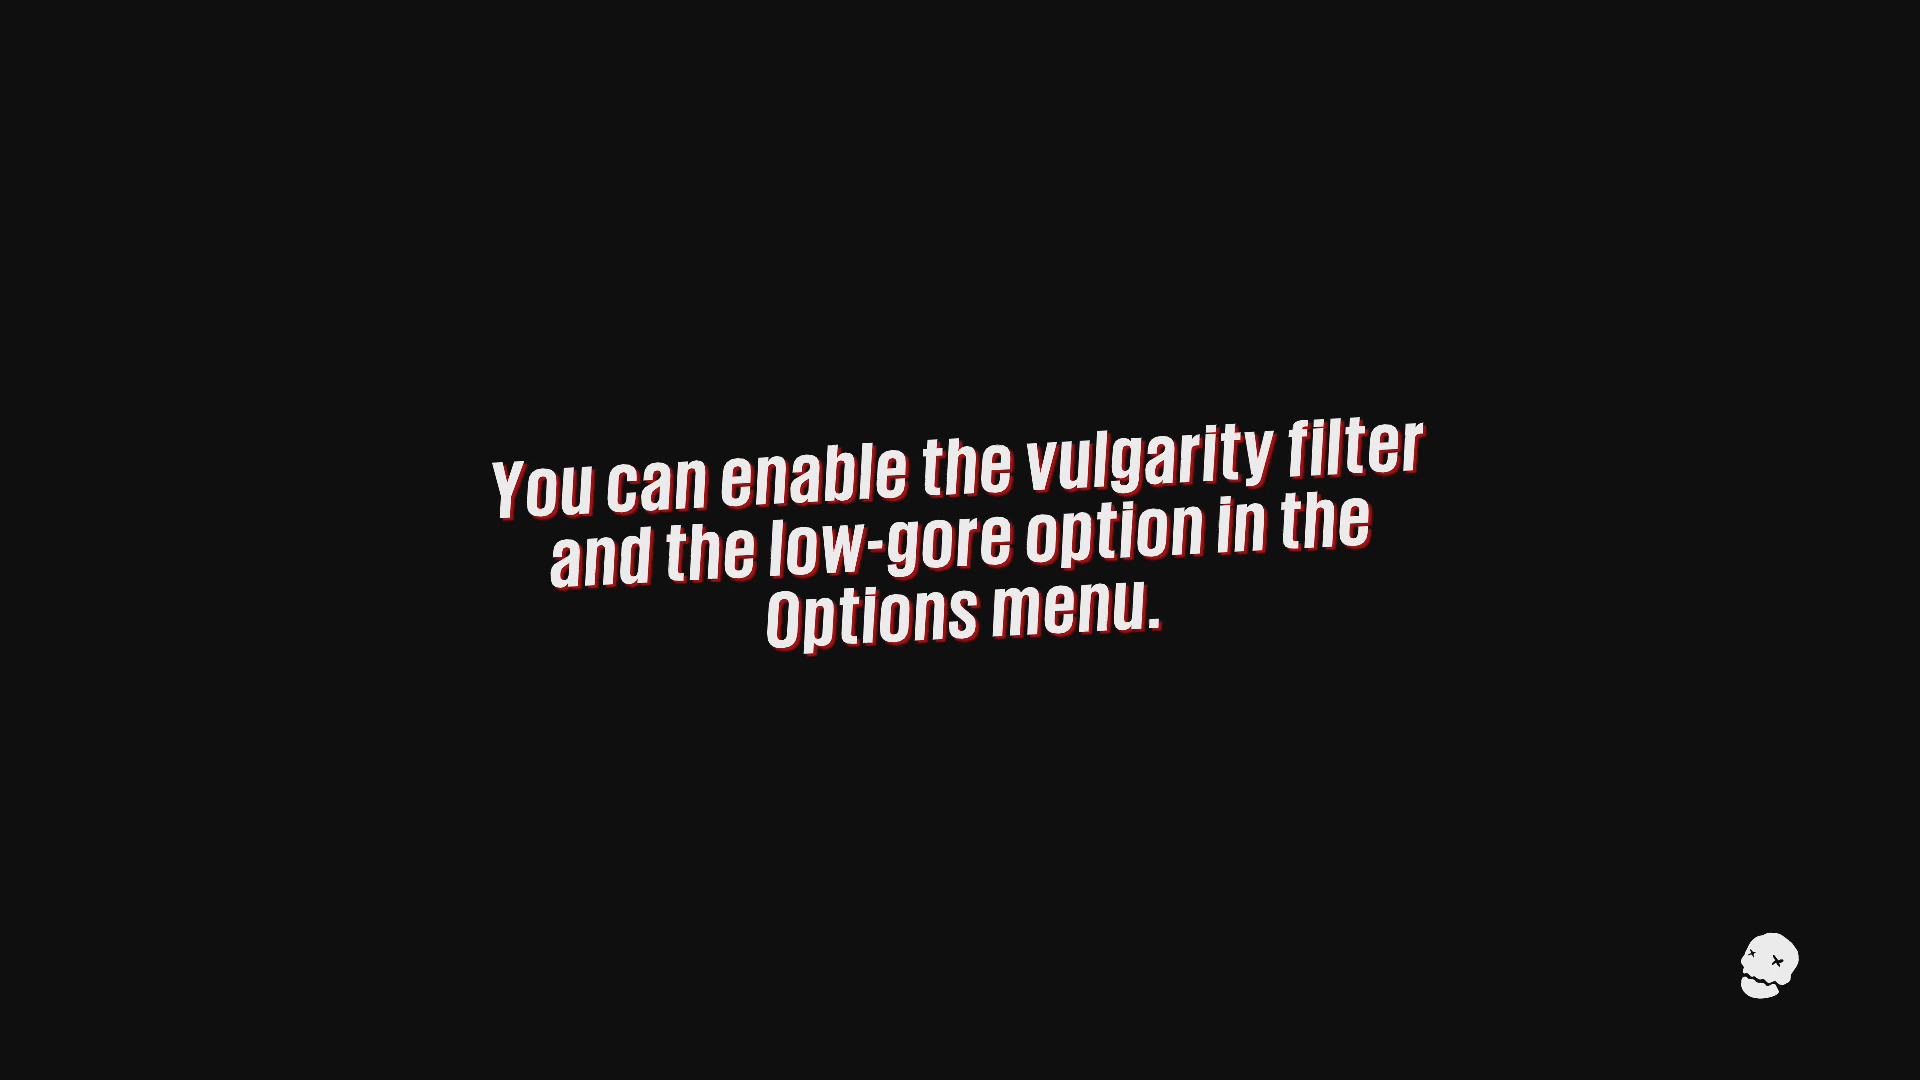 You can enable the vulgarity filter
and the low-gore option in the
Options menu.